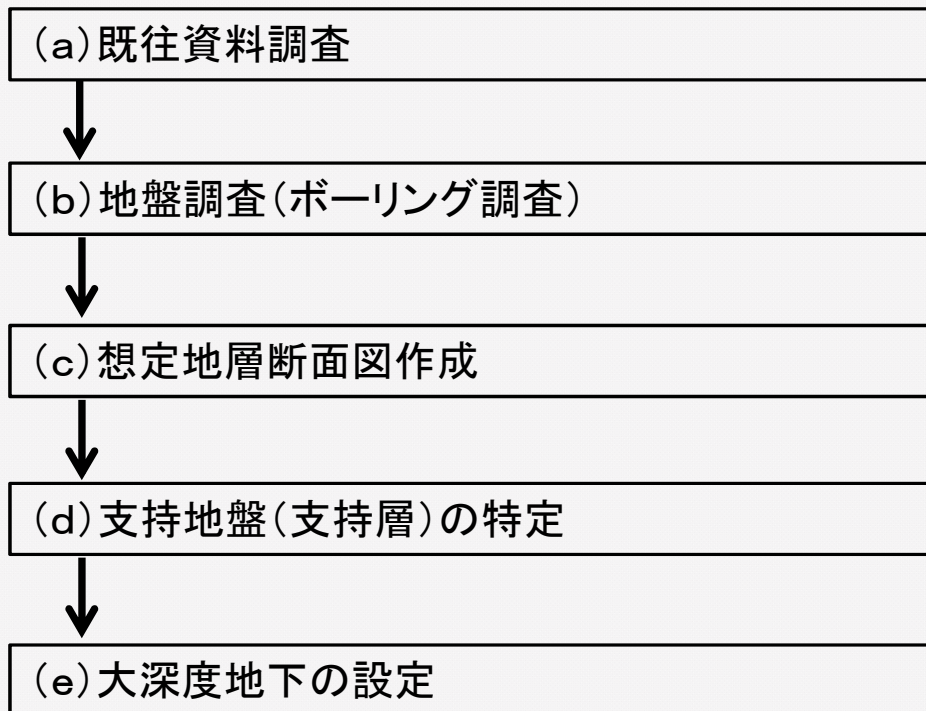 (a)既往資料調査
(b)地盤調査(ボーリング調査)
(c)想定地層断面図作成
(d)支持地盤(支持層)の特定
(e)大深度地下の設定